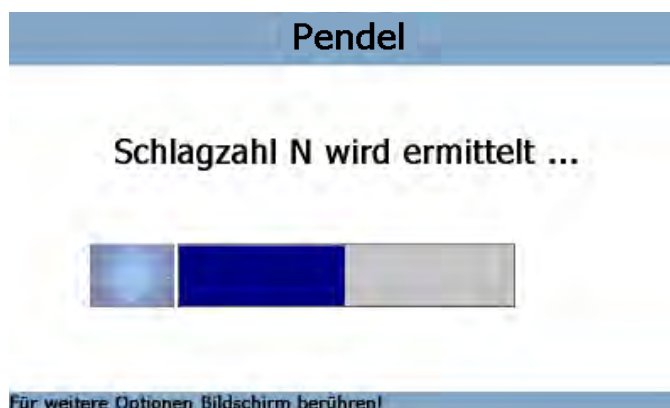 Pendel
Schlagzahl N wird ermittelt ...
Für weitere Optionen Bildschirm berühren!